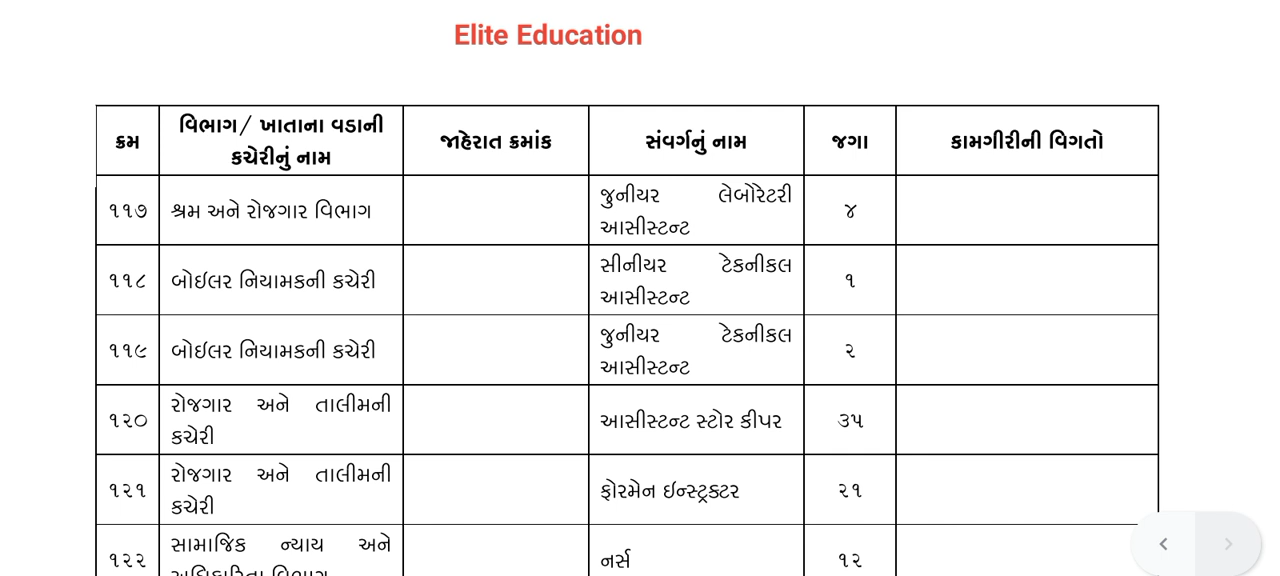 Elite Education
ક્રમ
વિભાગ/ ખાતાના વડાની
કચેરીનું નામ
જાહેરાત ક્રમાંક
સંવર્ગનું નામ
જગા
કામગીરીની વિગતો
૧૧૭
શ્રમ અને રોજગાર વિભાગ
જુનીયર લેબોરેટરી
આસીસ્ટન્ટ
૪
૧૧૮
બોઈલર નિયામકની કચેરી
સીનીયર ટેકનીકલ
આસીસ્ટન્ટ
૧
૧૧૯
બોઈલર નિયામકની કચેરી
જુનીયર ટેકનીકલ
આસીસ્ટન્ટ
૨
૧૨૦
રોજગાર અને તાલીમની
કચેરી
આસીસ્ટન્ટ સ્ટોર કીપર
૩૫
૧૨૧
રોજગાર અને તાલીમની
કચેરી
ફોરમેન ઈન્સ્ટ્રક્ટર
૨૧
૧૨૨
સામાજિક ન્યાય અને
નર્સ
૧૨